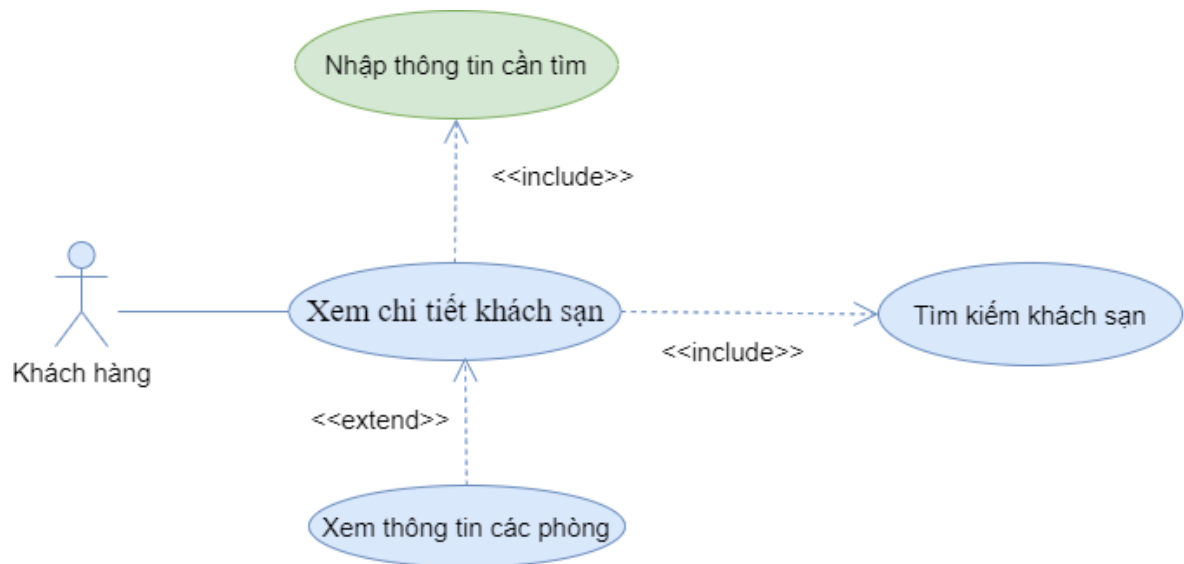 Nhập thông tin cần tìm
<<include>>
Xem chi tiết khách sạn
Tìm kiếm khách sạn
<<include>>
Khách hàng
<<extend>>
Xem thông tin các phòng